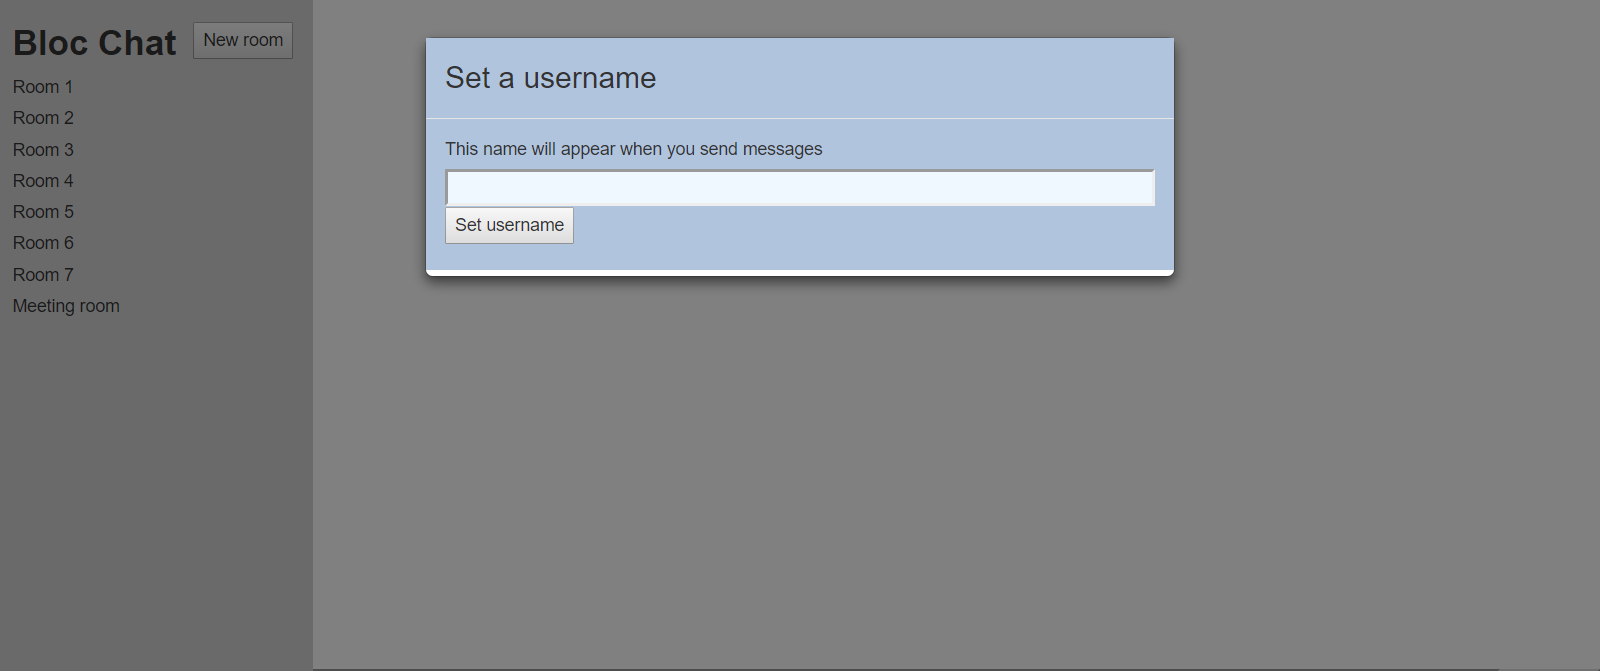 Bloc Chat
New room
Room 1
Room 2
Room 3
Room 4
Room 5
Room 6
Room 7
Meeting room
Set a username
This name will appear when you send messages
Set username